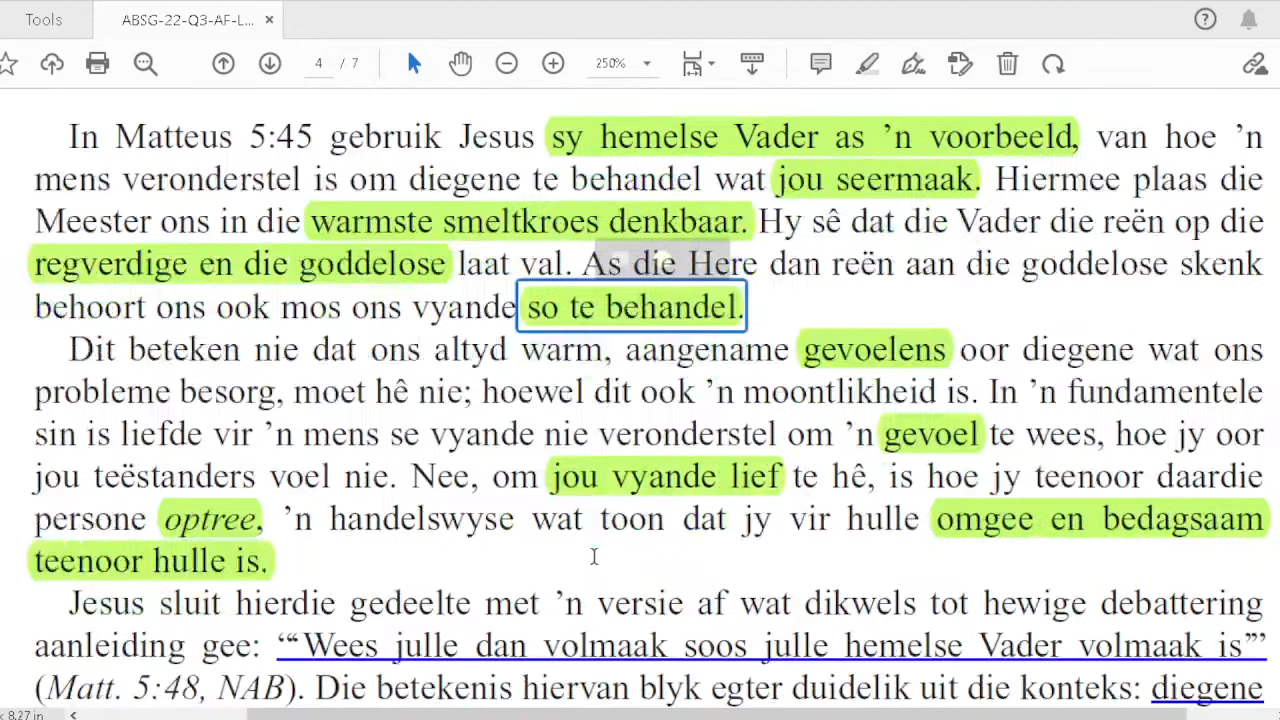 Tools
ABSG-22-Q3-AF-L... ×
4 / 7
250%
In Matteus 5:45 gebruik Jesus sy hemelse Vader as ’n voorbeeld, van hoe ’n
mens veronderstel is om diegene te behandel wat jou seermaak. Hiermee plaas die
Meester ons in die warmste smeltkroes denkbaar. Hy sê dat die Vader die reën op die
regverdige en die goddelose laat val. As die Here dan reën aan die goddelose skenk
behoort ons ook mos ons vyande so te behandel.
Dit beteken nie dat ons altyd warm, aangename gevoelens oor diegene wat ons
probleme besorg, moet hê nie; hoewel dit ook ’n moontlikheid is. In ’n fundamentele
sin is liefde vir ’n mens se vyande nie veronderstel om ’n gevoel te wees, hoe jy oor
jou teëstanders voel nie. Nee, om jou vyande lief te hê, is hoe jy teenoor daardie
persone optree, ’n handelswyse wat toon dat jy vir hulle omgee en bedagsaam
teenoor hulle is.
Jesus sluit hierdie gedeelte met ’n versie af wat dikwels tot hewige debattering
aanleiding gee: ‘“Wees julle dan volmaak soos julle hemelse Vader volmaak is”’
(Matt. 5:48, NAB). Die betekenis hiervan blyk egter duidelik uit die konteks: diegene
x 8,27 in